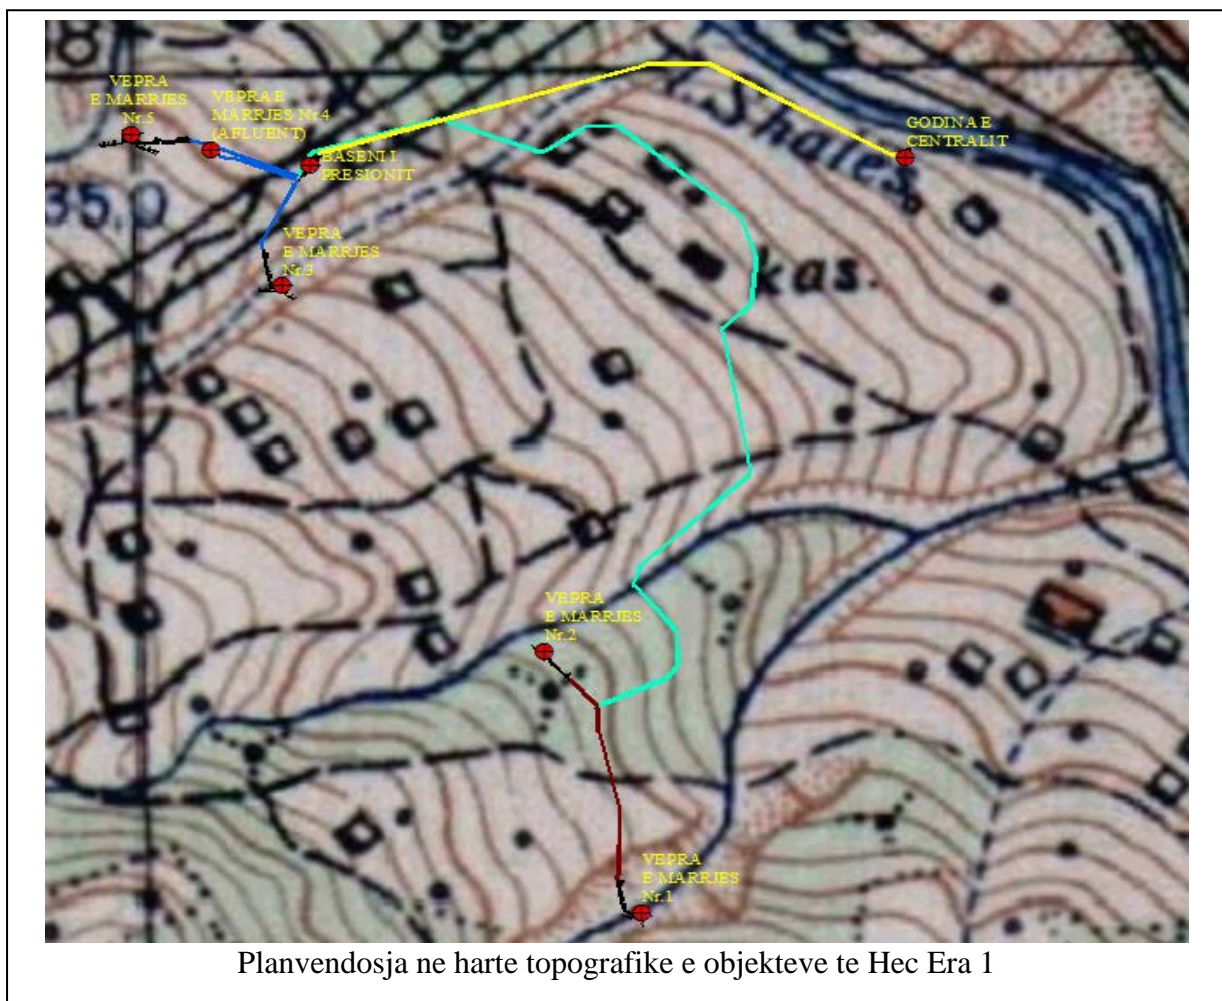 VEPRA
E MARRJES
Nr.5
VEPRA E
MARRJES Nr.4
(AFLUENT)
BASENI I
PRESIONIT
GODINA E
CENTRALIT
l.Shales
35,0
VEPRA
E MARRJES
Nr.3
kas.
VEPRA
E MARRJES
Nr.2
VEPRA
E MARRJES
Nr.1
Planvendosja ne harte topografike e objekteve te Hec Era 1